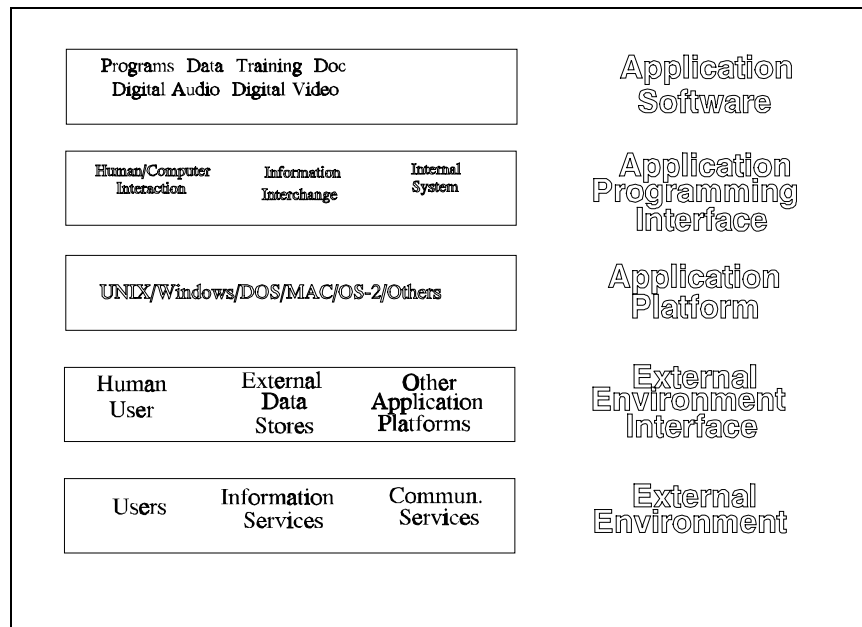 Programs Data Training Doc
Digital Audio Digital Video
Application
Software
Human/Computer
Interaction
Information
Interchange
Internal
System
Application
Programming
Interface
UNIX/Windows/DOS/MAC/OS-2/Others
Application
Platform
Human
User
External
Data
Stores
Other
Application
Platforms
External
Environment
Interface
Users
Information
Services
Commun.
Services
External
Environment